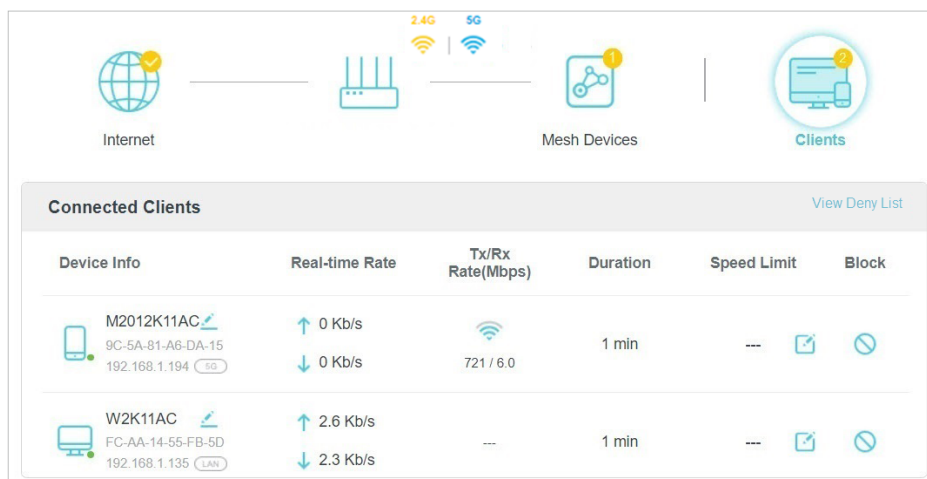 2.4G 5G
1
2
Internet
Mesh Devices
Clients
Connected Clients
View Deny List
Device Info
Real-time Rate
Tx/Rx
Rate(Mbps)
Duration
Speed Limit
Block
M2012K11AC
9C-5A-81-A6-DA-15
192.168.1.194 5G
0 Kb/s
0 Kb/s
721 / 6.0
1 min
---
W2K11AC
FC-AA-14-55-FB-5D
192.168.1.135 LAN
2.6 Kb/s
2.3 Kb/s
---
1 min
---